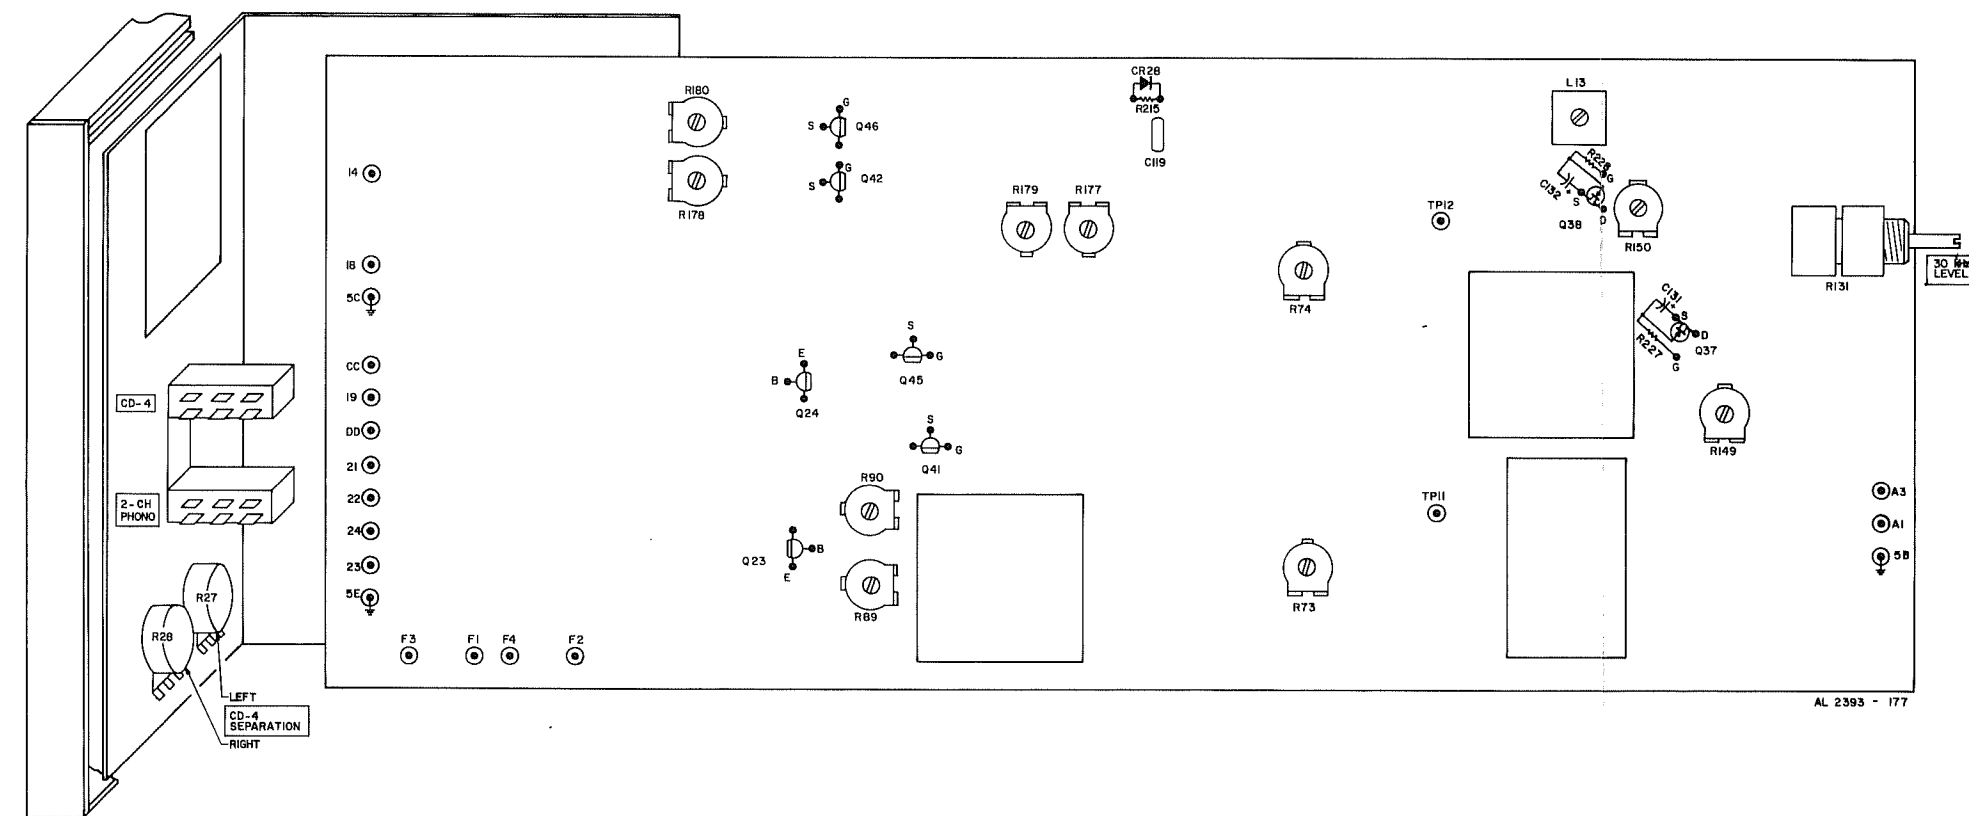 CR28
R215
C119
R180
G
S
Q46
G
S
Q42
R178
L13
R226
G
C132
S
D
Q38
R150
14
R179
R177
TP12
R131
30 kHz
LEVEL
18
5C
R74
C131
S
D
Q37
R227
G
S
G
Q45
E
B
Q24
CC
19
CD-4
DD
R149
S
G
Q41
21
22
24
23
5E
2-CH
PHONO
R90
TP11
A3
A1
5B
Q23
B
E
R89
R73
R27
R28
F3
F1
F4
F2
LEFT
CD-4
SEPARATION
RIGHT
AL 2393 - 177